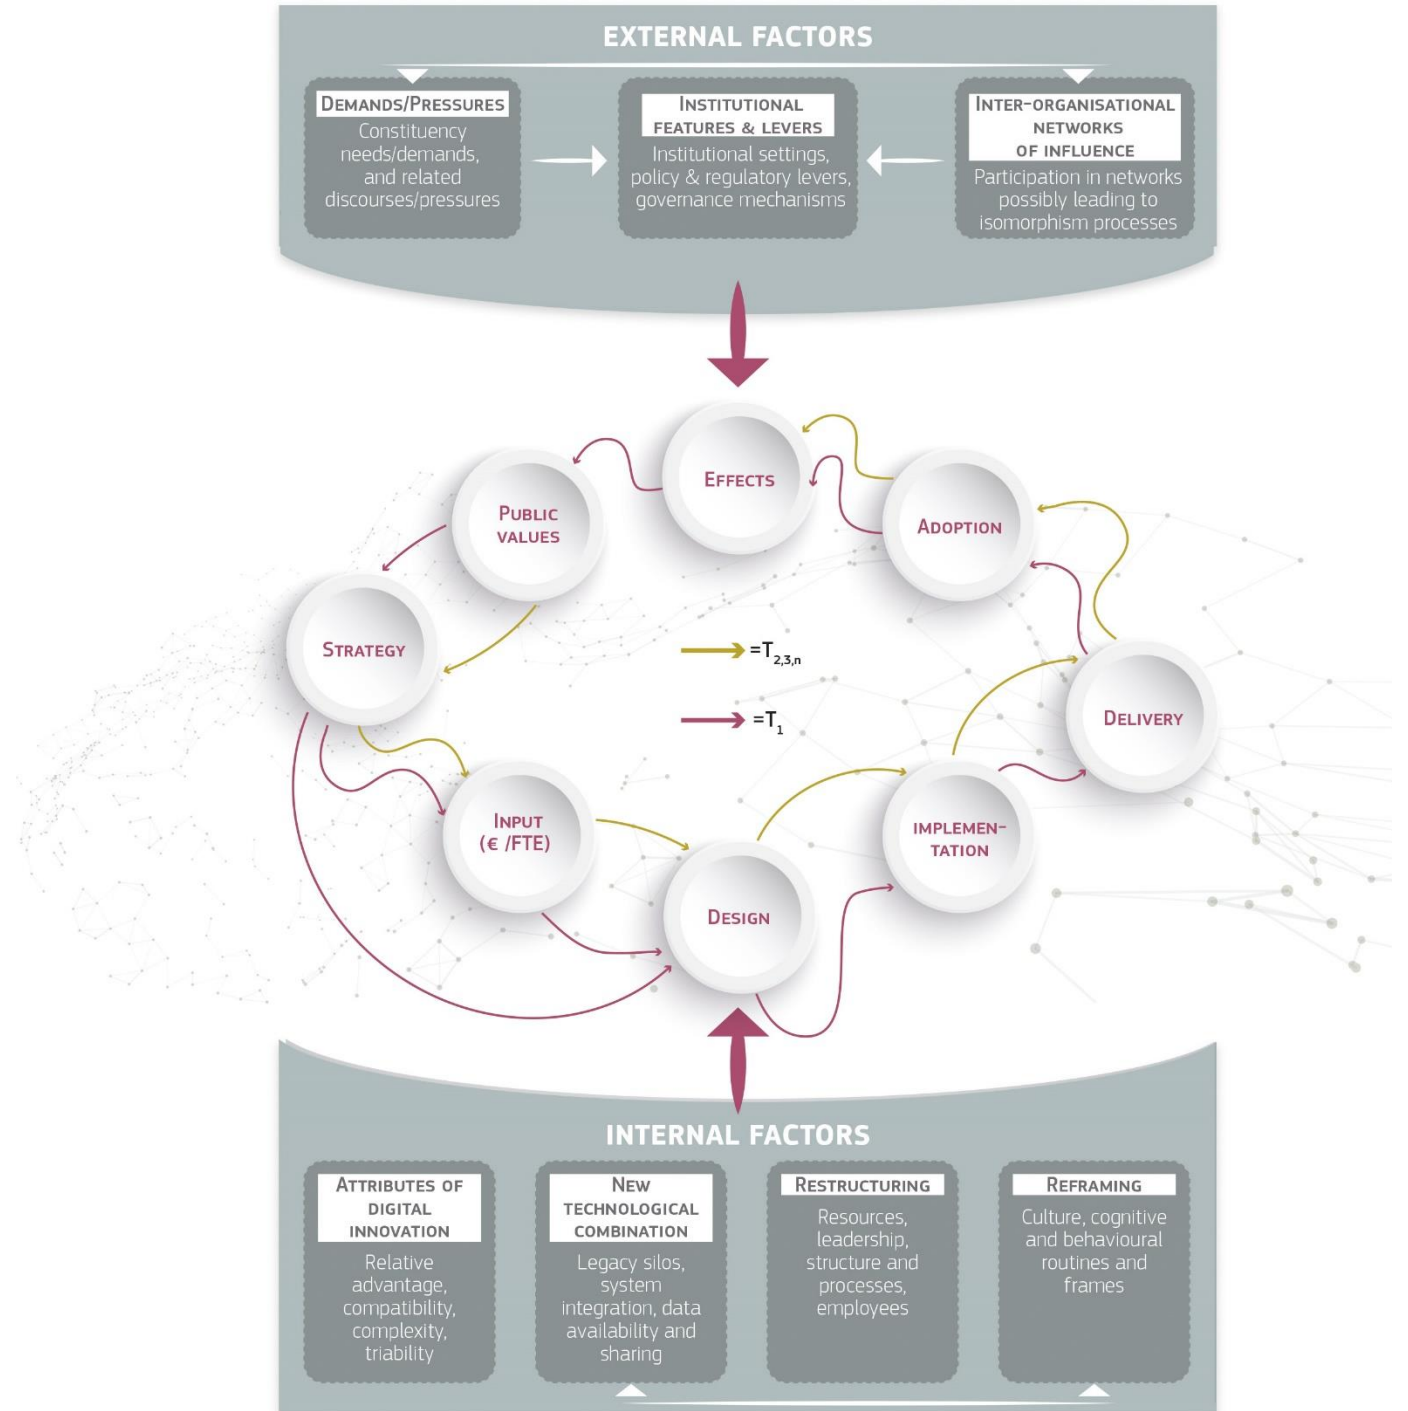 EXTERNAL FACTORS
DEMANDS/PRESSURES
Constituency
needs/demands,
and related
discourses/pressures
INSTITUTIONAL
FEATURES & LEVERS
Institutional settings,
policy & regulatory levers,
governance mechanisms
INTER-ORGANISATIONAL
NETWORKS
OF INFLUENCE
Participation in networks
possibly leading to
isomorphism processes
EFFECTS
PUBLIC
VALUES
ADOPTION
STRATEGY
=T2,3,n
=T1
DELIVERY
INPUT
(€ /FTE)
DESIGN
IMPLEMEN-
TATION
INTERNAL FACTORS
ATTRIBUTES OF
DIGITAL
INNOVATION
Relative
advantage,
compatibility,
complexity,
triability
NEW
TECHNOLOGICAL
COMBINATION
Legacy silos,
system
integration, data
availability and
sharing
RESTRUCTURING
Resources,
leadership,
structure and
processes,
employees
REFRAMING
Culture, cognitive
and behavioural
routines and
frames